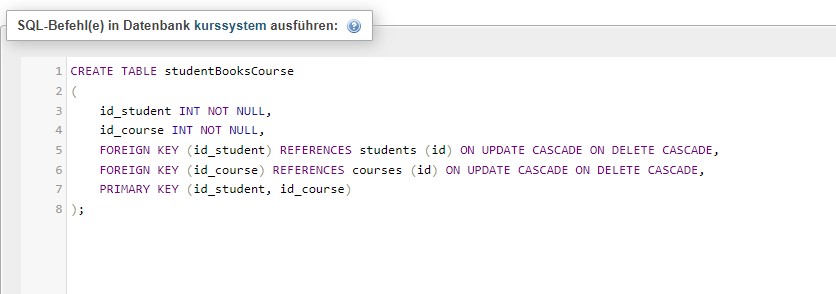 SQL-Befehl(e) in Datenbank kurssystem ausführen:
1 CREATE TABLE studentBooksCourse
2 (
3 id_student INT NOT NULL,
4 id_course INT NOT NULL,
5 FOREIGN KEY (id_student) REFERENCES students (id) ON UPDATE CASCADE ON DELETE CASCADE,
6 FOREIGN KEY (id_course) REFERENCES courses (id) ON UPDATE CASCADE ON DELETE CASCADE,
7 PRIMARY KEY (id_student, id_course)
8 );